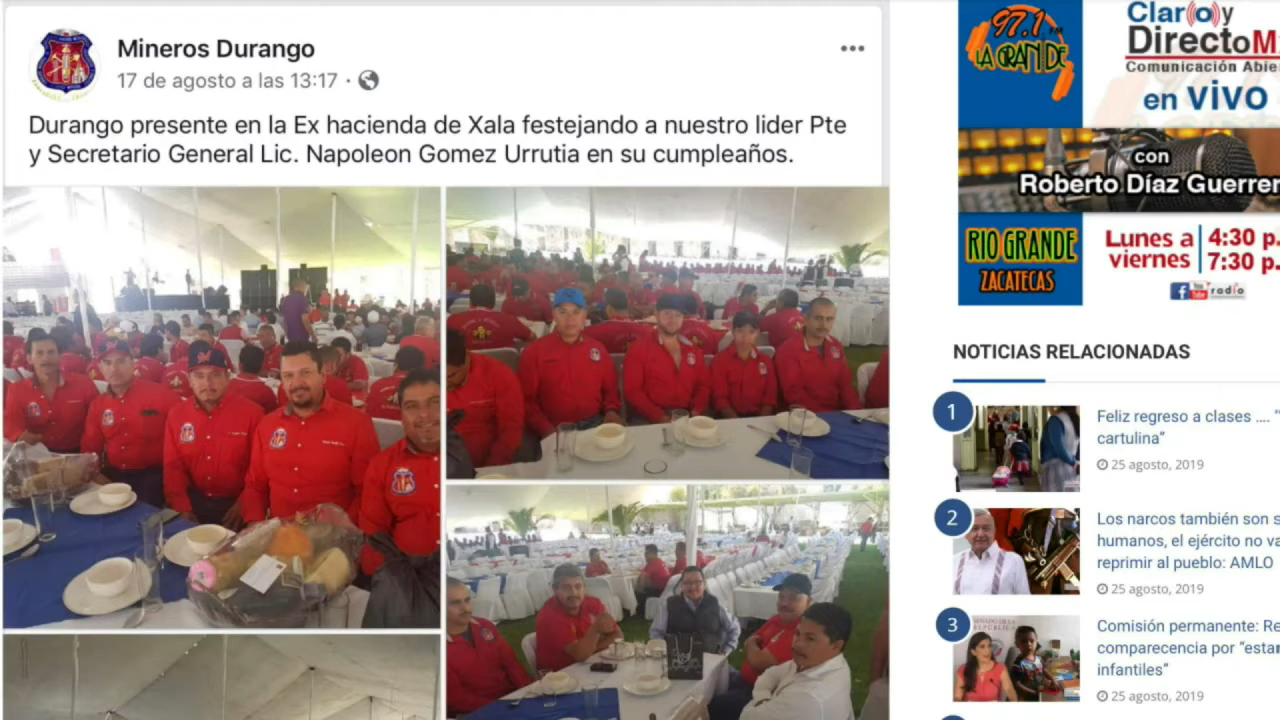 Mineros Durango
17 de agosto a las 13:17 ·
Durango presente en la Ex hacienda de Xala festejando a nuestro lider Pte
y Secretario General Lic. Napoleon Gomez Urrutia en su cumpleaños.
97.1 FM
LA GRANDE
Claro y
DirectoM
Comunicación Abie
en vivo
con
Roberto Díaz Guerrer
RIO GRANDE
ZACATECAS
Lunes a
viernes
4:30 p.
7:30 p.
radio
NOTICIAS RELACIONADAS
1
Feliz regreso a clases .... "
cartulina"
25 agosto, 2019
2
Los narcos también son s
humanos, el ejército no va
reprimir al pueblo: AMLO
25 agosto, 2019
3
Comisión permanente: Re
comparecencia por "esta
infantiles"
25 agosto, 2019